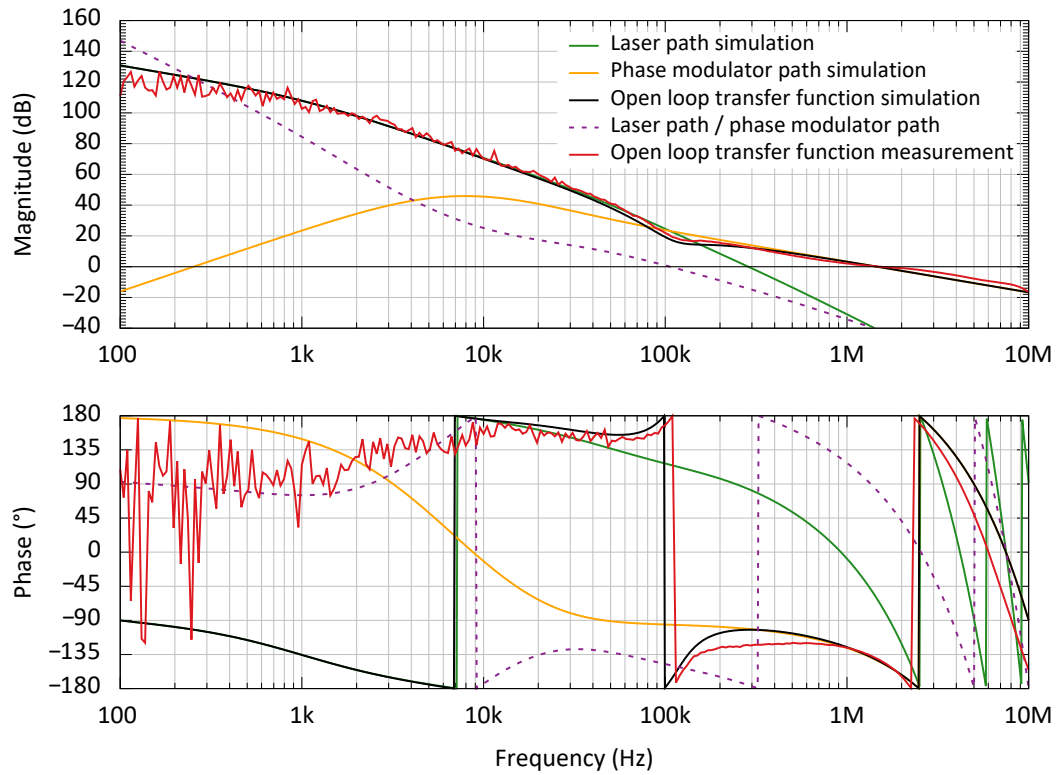 160
140
120
100
80
60
40
20
0
−20
−40
Magnitude (dB)
Laser path simulation
Phase modulator path simulation
Open loop transfer function simulation
Laser path / phase modulator path
Open loop transfer function measurement
100 1k 10k 100k 1M 10M
180
135
90
45
0
−45
−90
−135
−180
Phase (°)
100 1k 10k 100k 1M 10M
Frequency (Hz)